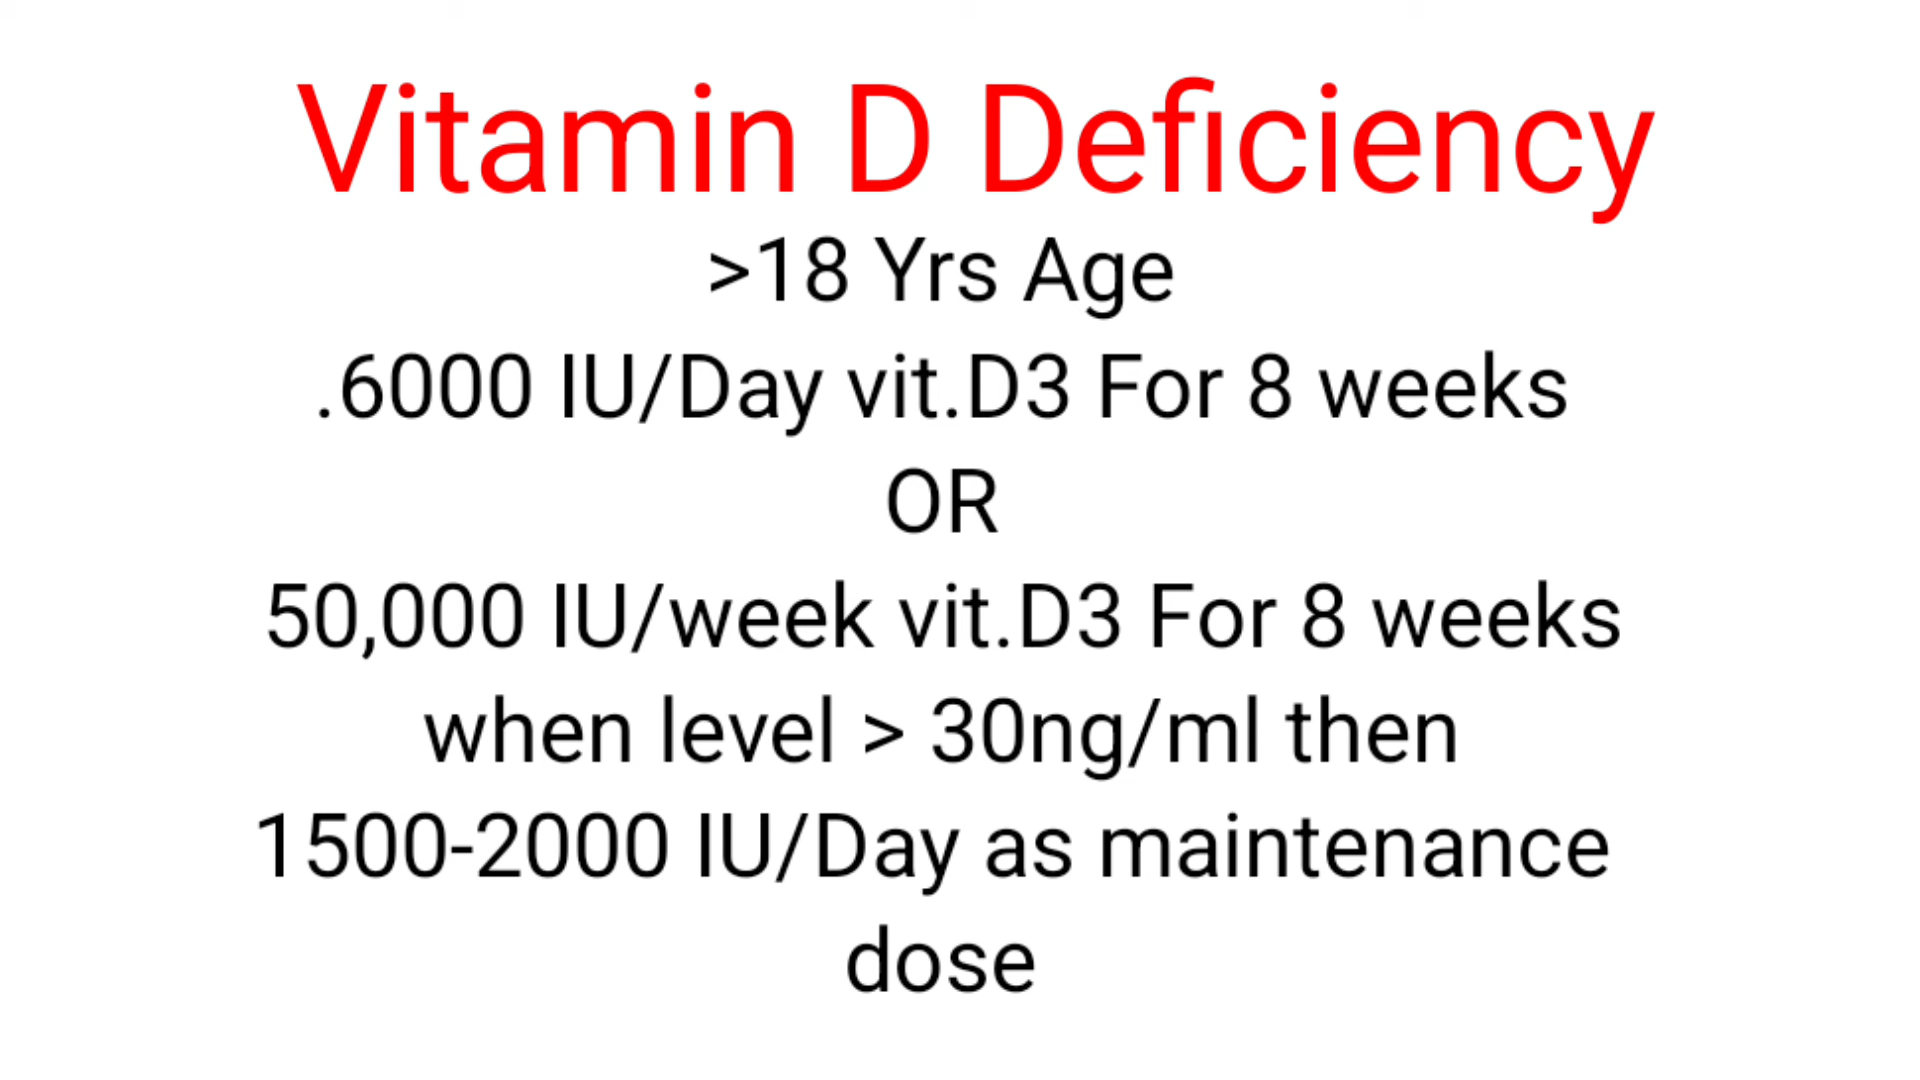 Vitamin D Deficiency
>18 Yrs Age
.6000 IU/Day vit.D3 For 8 weeks
OR
50,000 IU/week vit.D3 For 8 weeks
when level > 30ng/ml then
1500-2000 IU/Day as maintenance
dose